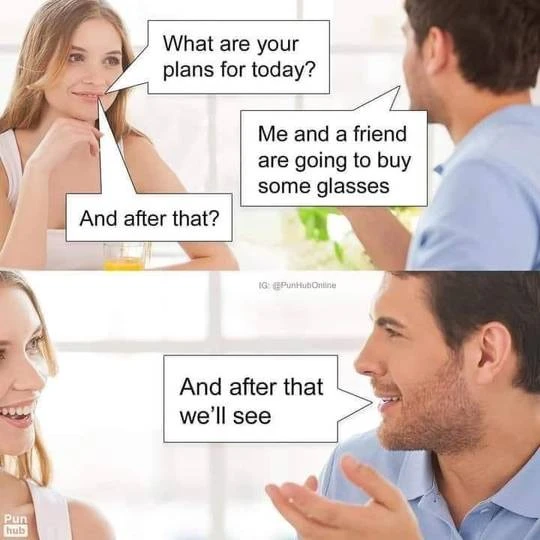 What are your
plans for today?
Me and a friend
are going to buy
some glasses
And after that?
IG: @PunHubOnline
And after that
we'll see
Pun
hub